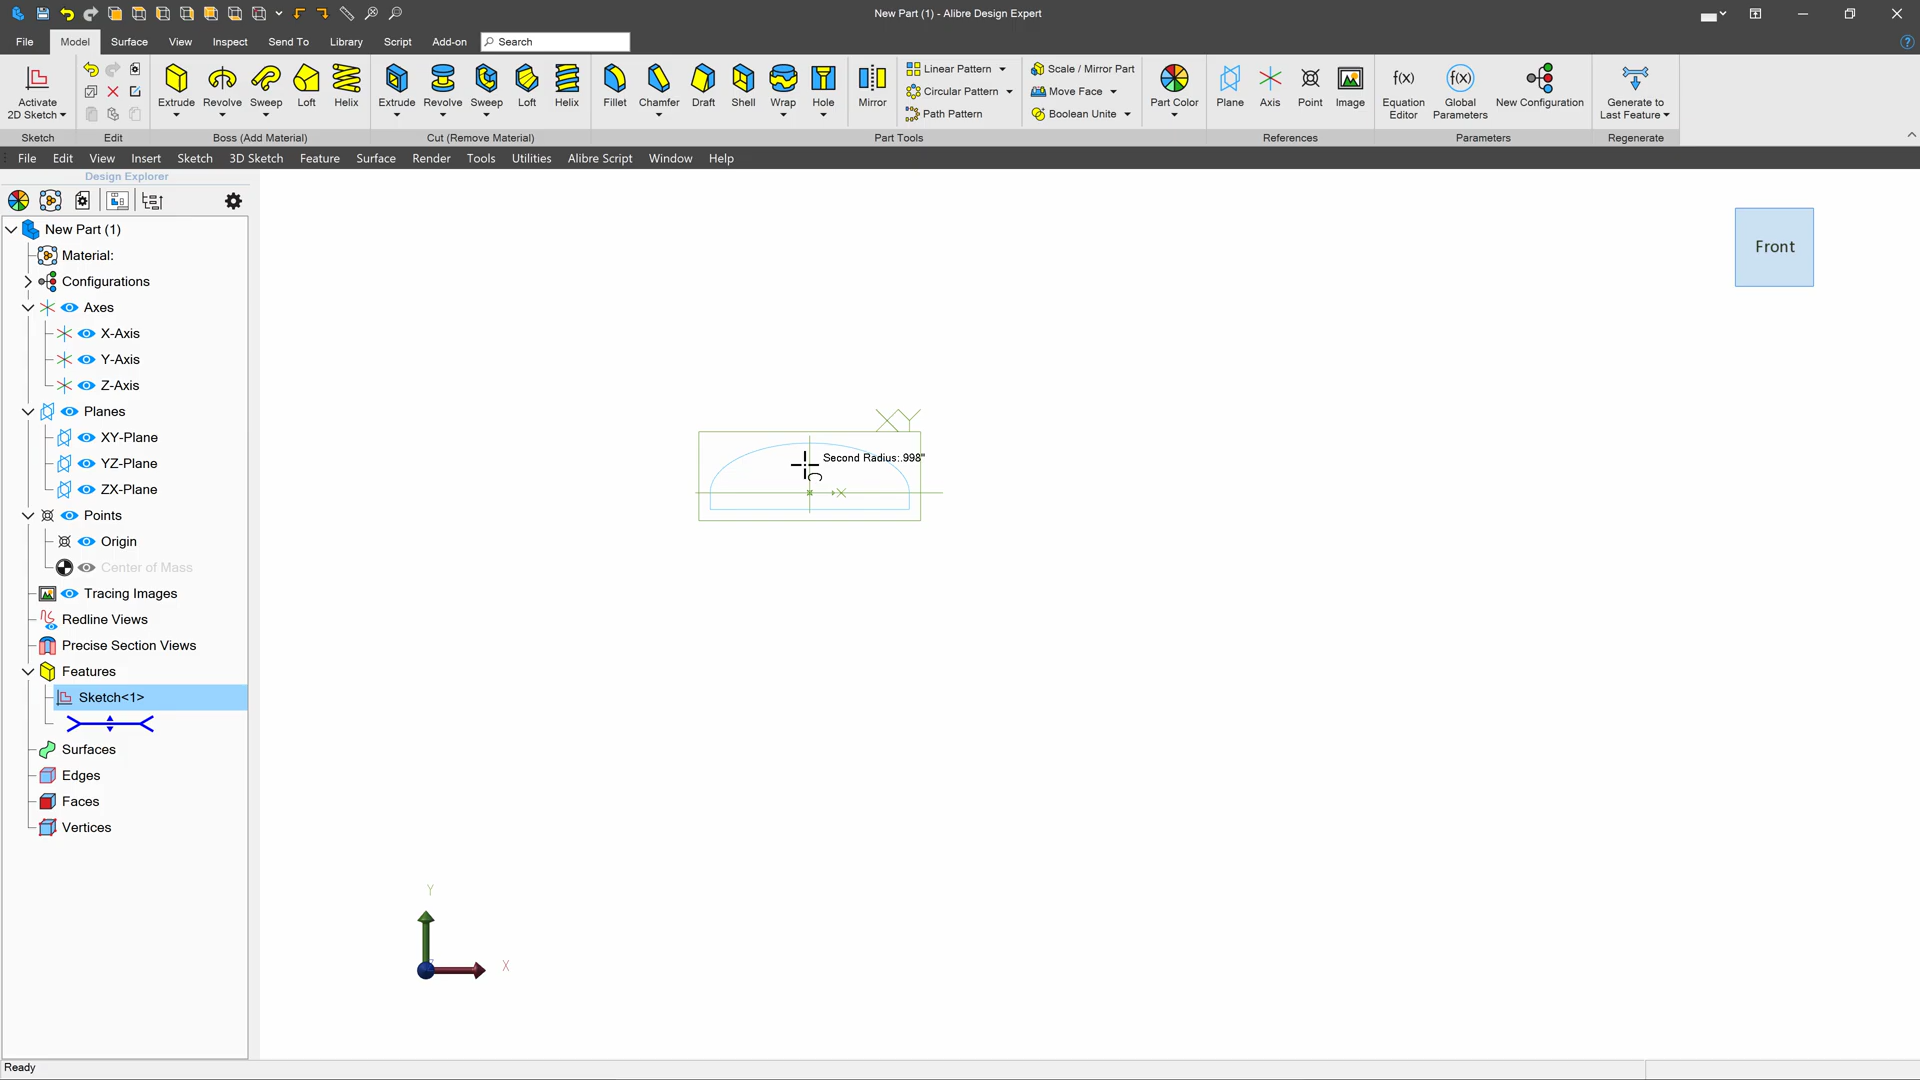 New Part (1) - Alibre Design Expert
File Model Surface View Inspect Send To Library Script Add-on Search
Activate 2D Sketch
Extrude Revolve Sweep Loft Helix
Extrude Revolve Sweep Loft Helix
Fillet Chamfer Draft Shell Wrap Hole Mirror
Linear Pattern
Circular Pattern
Path Pattern
Scale / Mirror Part
Move Face
Boolean Unite
Part Color
Plane Axis Point Image
f(x) Equation Editor
f(x) Global Parameters
New Configuration
Generate to Last Feature
Sketch Edit Boss (Add Material) Cut (Remove Material) Part Tools References Parameters Regenerate
File Edit View Insert Sketch 3D Sketch Feature Surface Render Tools Utilities Alibre Script Window Help
Design Explorer
New Part (1)
Material:
Configurations
Axes
X-Axis
Y-Axis
Z-Axis
Planes
XY-Plane
YZ-Plane
ZX-Plane
Points
Origin
Center of Mass
Tracing Images
Redline Views
Precise Section Views
Features
Sketch<1>
Surfaces
Edges
Faces
Vertices
Front
XY
Second Radius:.998"
X
Y
X
Ready